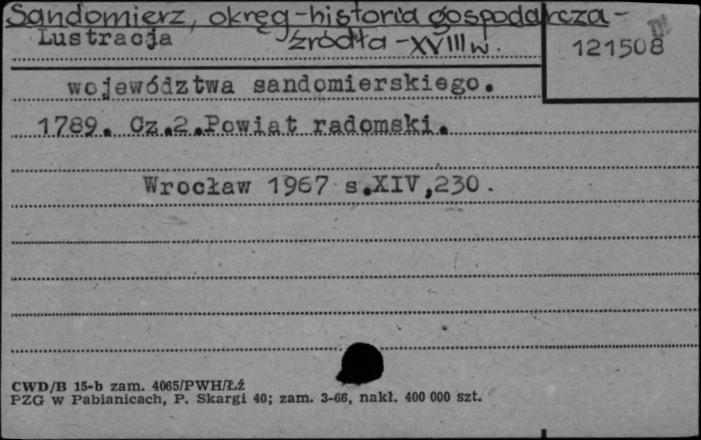 Sandomierz, okręg-historia gospodarcza-
Lustracja źródła-XVIII w. 121508
województwa sandomierskiego.
1789. Cz.2.Powiat radomski.
Wrocław 1967 s.XIV,230.
CWD/B 15-b zam. 4065/PWH/Łź
PZG w Pabianicach, P. Skargi 40; zam. 3-66, nakł. 400 000 szt.